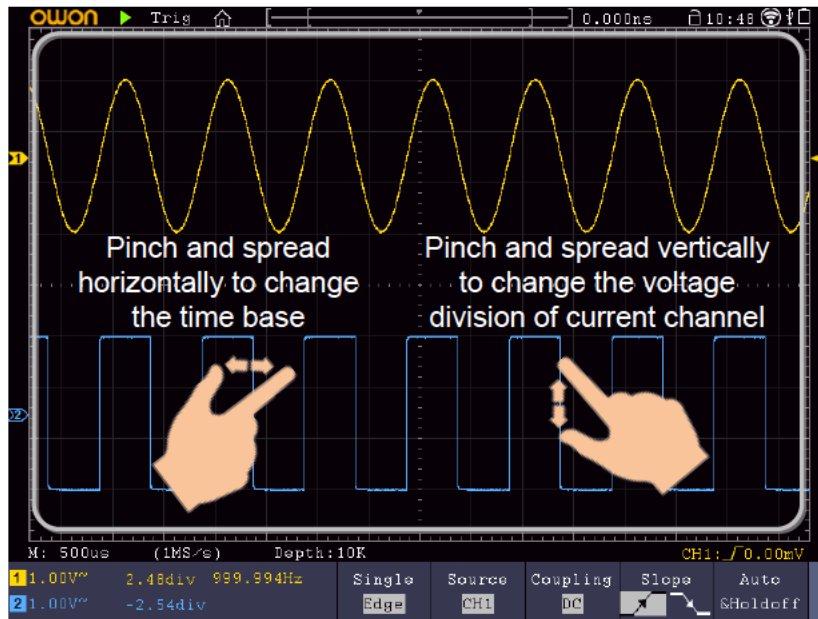 OWON Trig 0.000ns 10:48
1
Pinch and spread
horizontally to change
the time base
Pinch and spread vertically
to change the voltage
division of current channel
2
M: 500us (1MS/s) Depth:10K CH1: 0.00mV
1 1.00V~ 2.48div 999.994Hz
2 1.00V~ -2.54div
Single
Edge
Source
CH1
Coupling
DC
Slope
Auto
&Holdoff